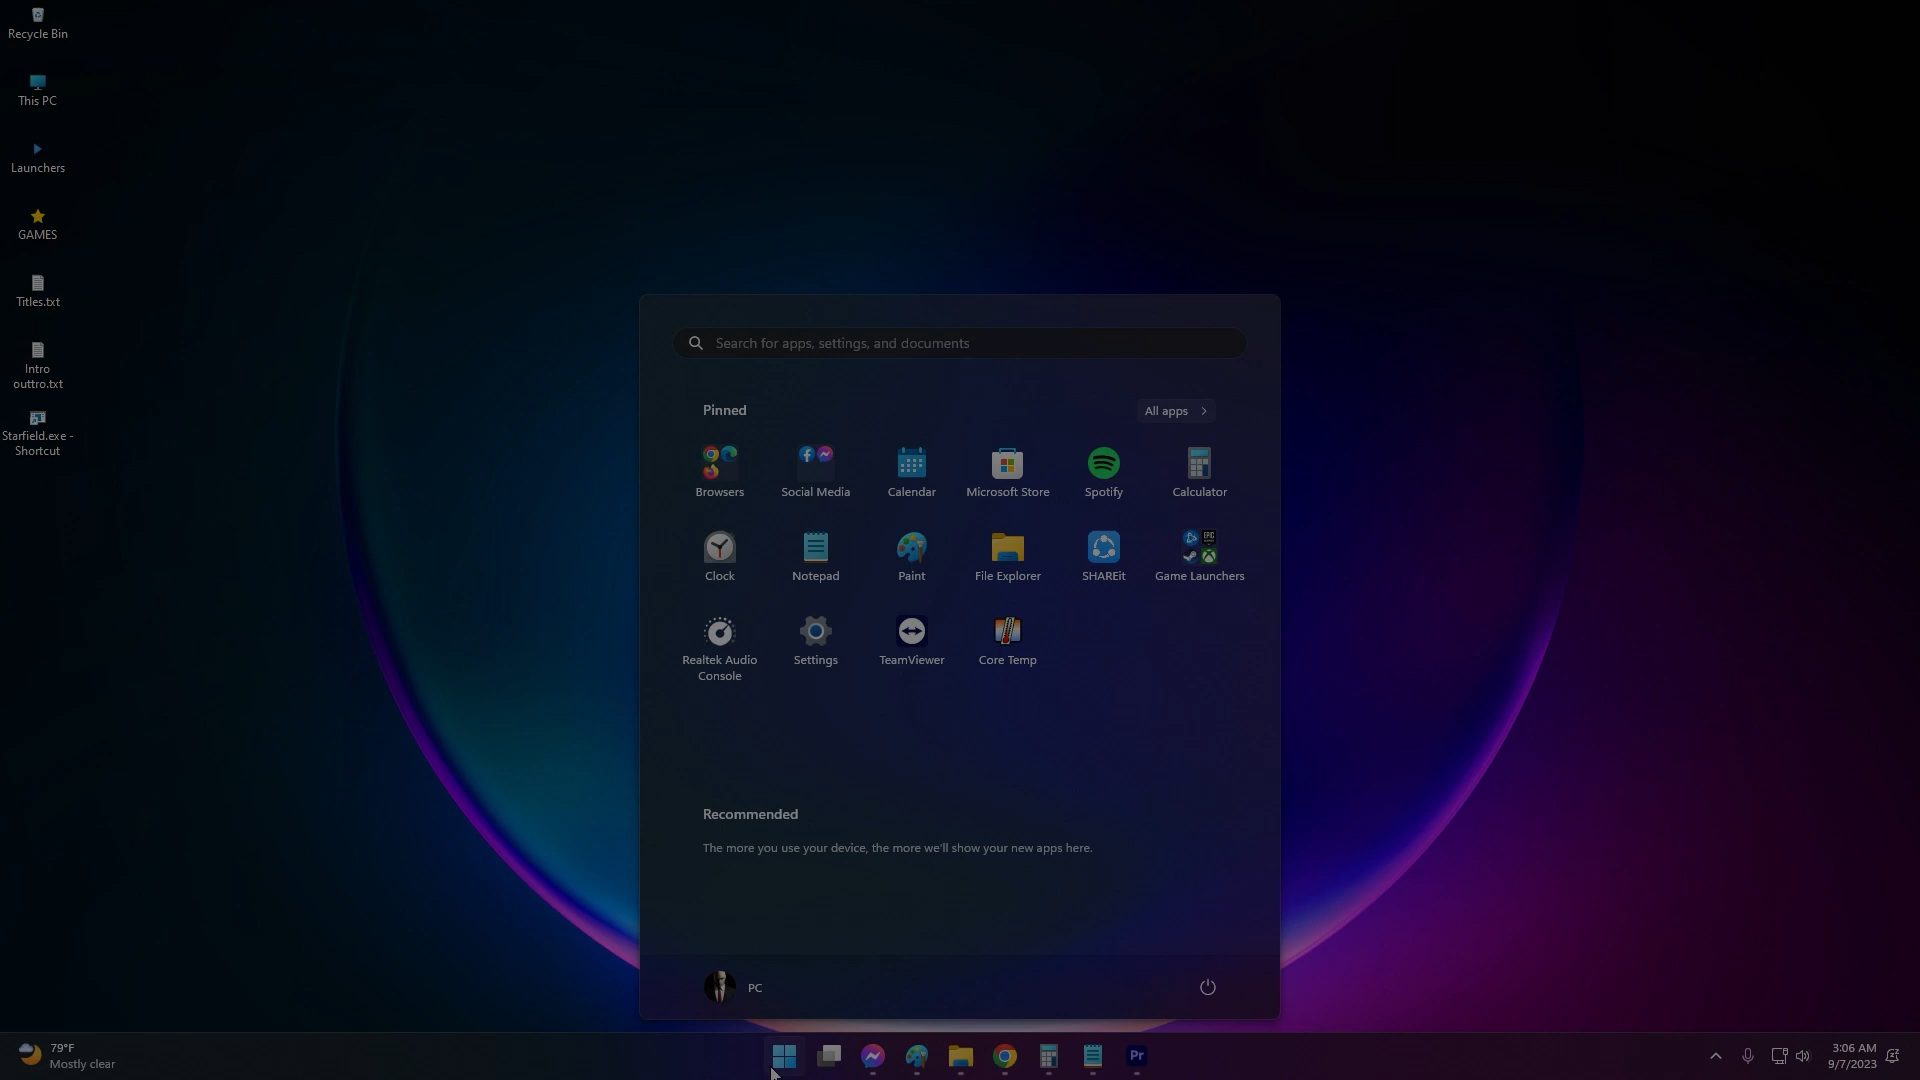 Recycle Bin
This PC
Launchers
GAMES
Titles.txt
Intro
outtro.txt
Starfield.exe -
Shortcut
Search for apps, settings, and documents
Pinned
All apps
Browsers
Social Media
Calendar
Microsoft Store
Spotify
Calculator
Clock
Notepad
Paint
File Explorer
SHAREit
EPIC
Game Launchers
Realtek Audio
Console
Settings
TeamViewer
Core Temp
Recommended
The more you use your device, the more we'll show your new apps here.
PC
79°F
Mostly clear
Pr
3:06 AM
9/7/2023